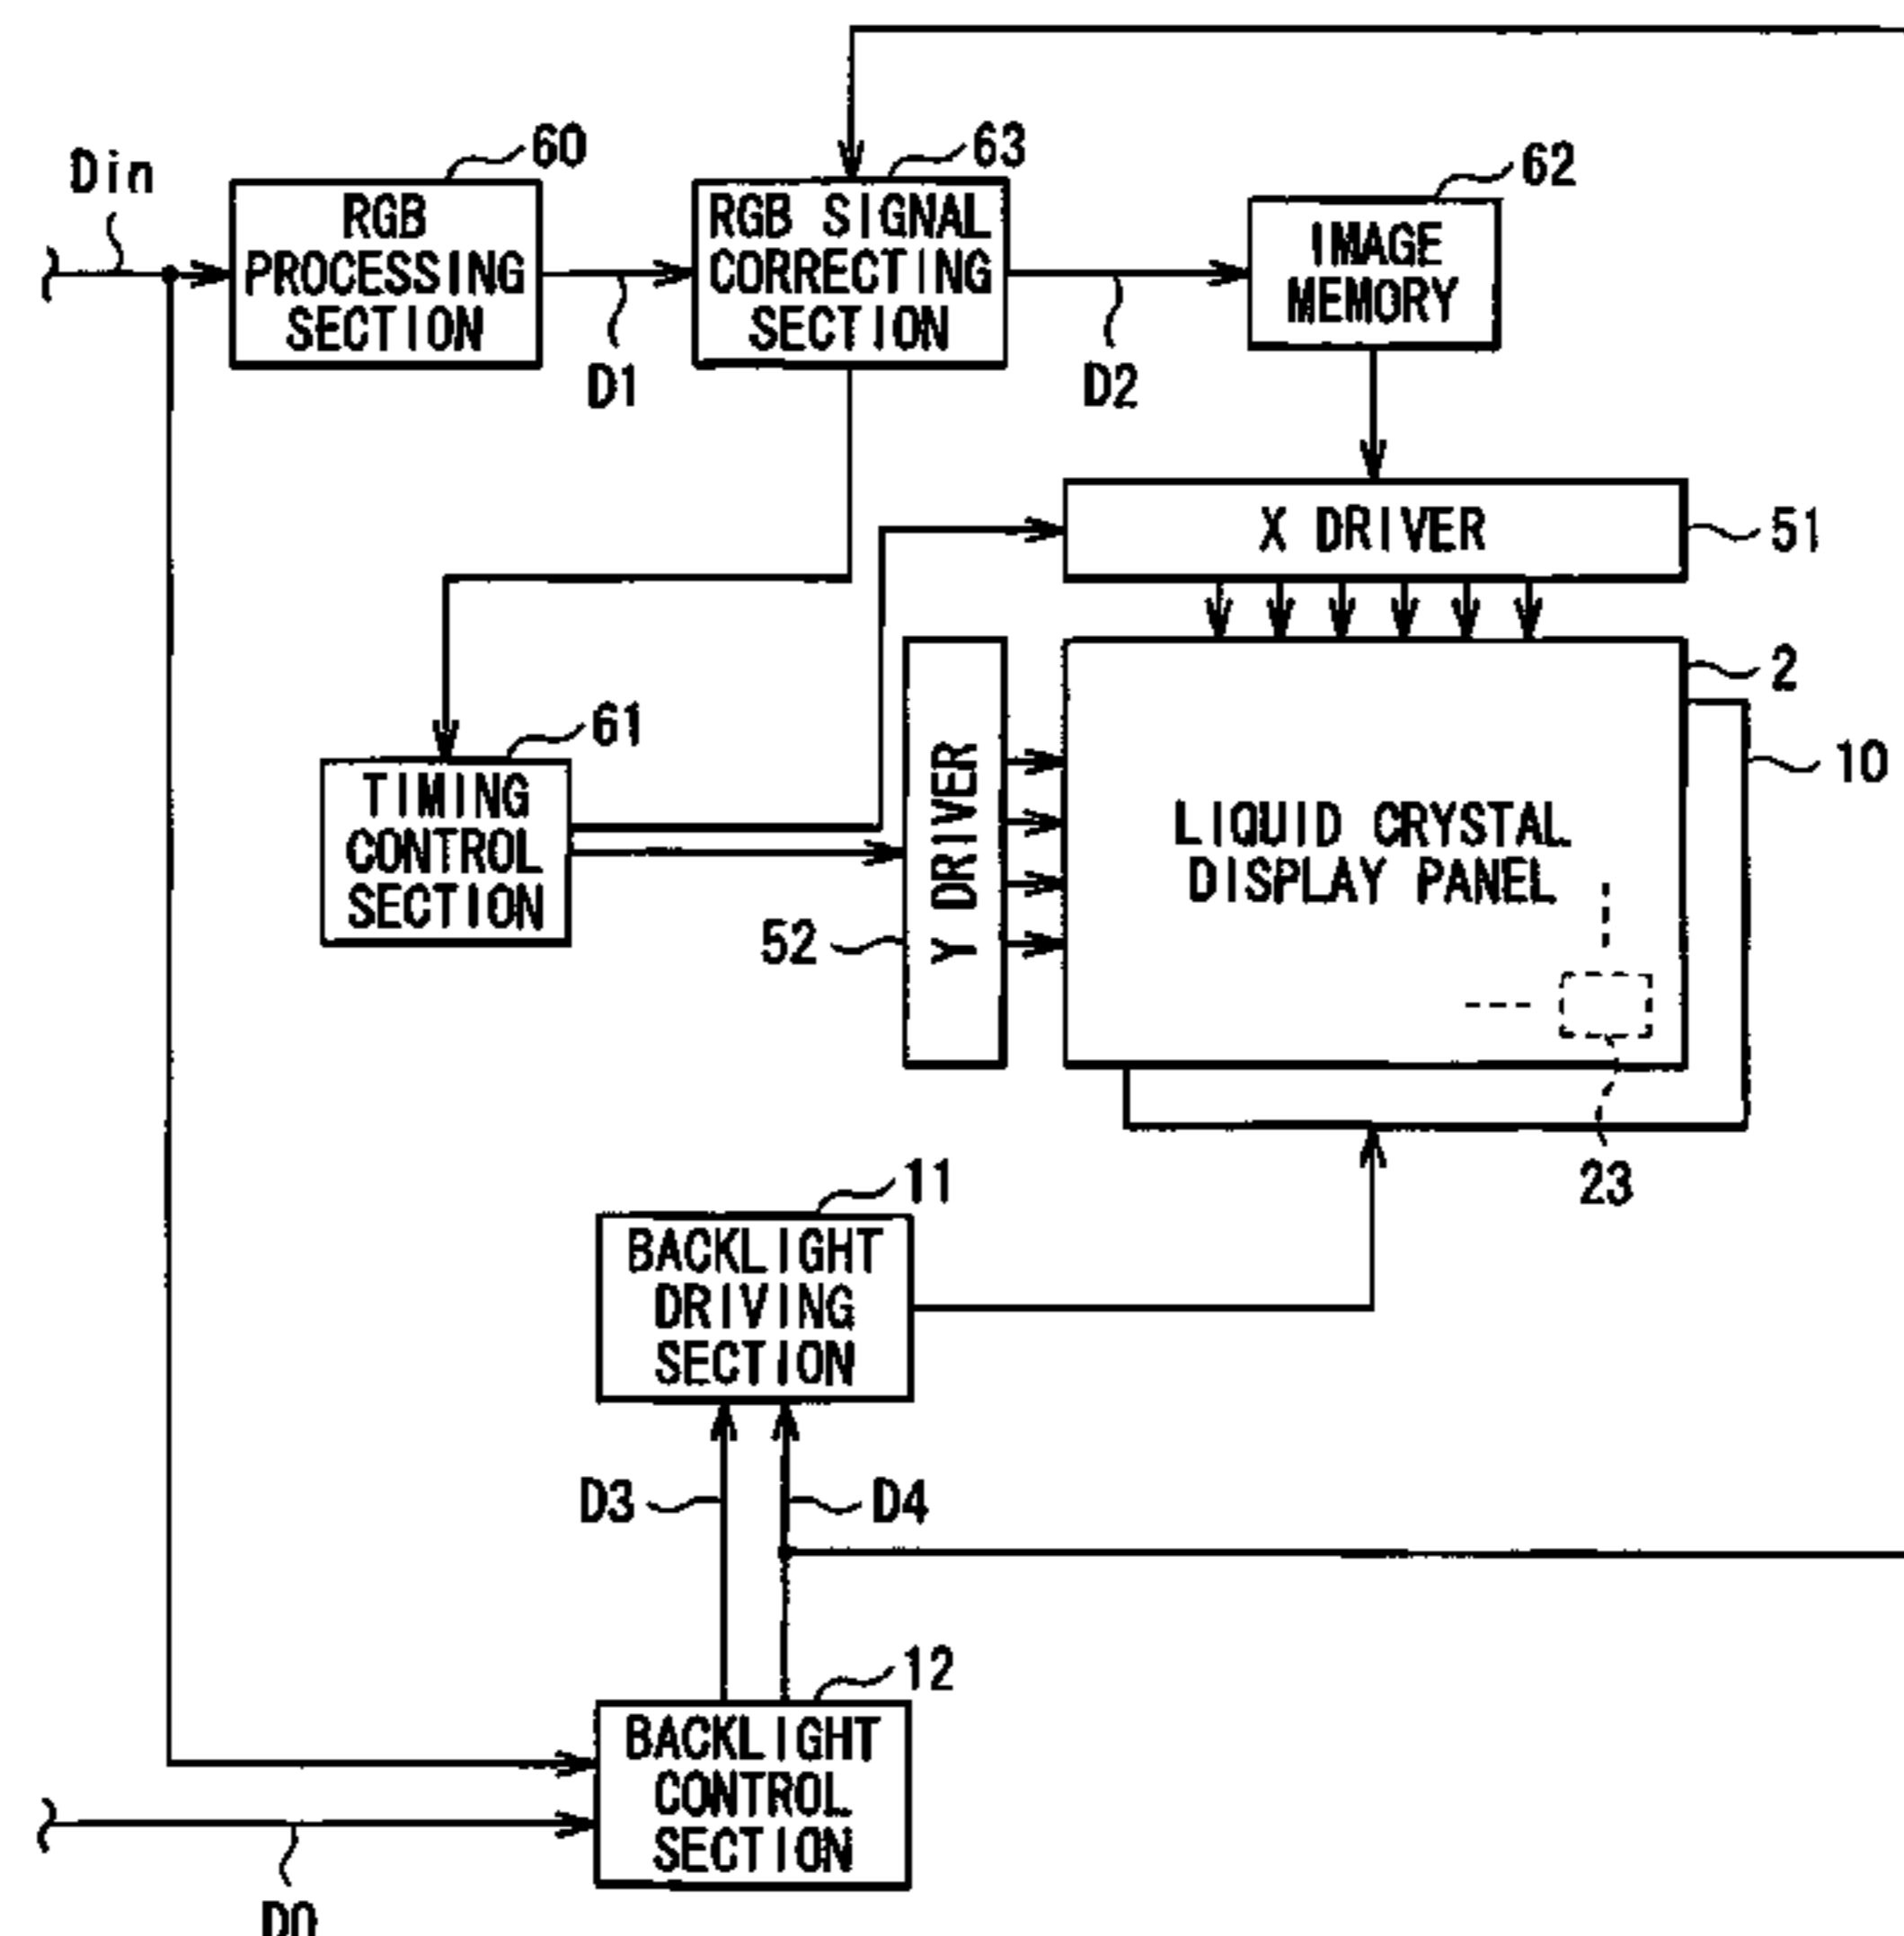 Din
60
RGB
PROCESSING
SECTION
D1
63
RGB SIGNAL
CORRECTING
SECTION
D2
62
IMAGE
MEMORY
X DRIVER
51
61
TIMING
CONTROL
SECTION
Y DRIVER
52
LIQUID CRYSTAL
DISPLAY PANEL
2
10
23
11
BACKLIGHT
DRIVING
SECTION
D3
D4
12
BACKLIGHT
CONTROL
SECTION
D0